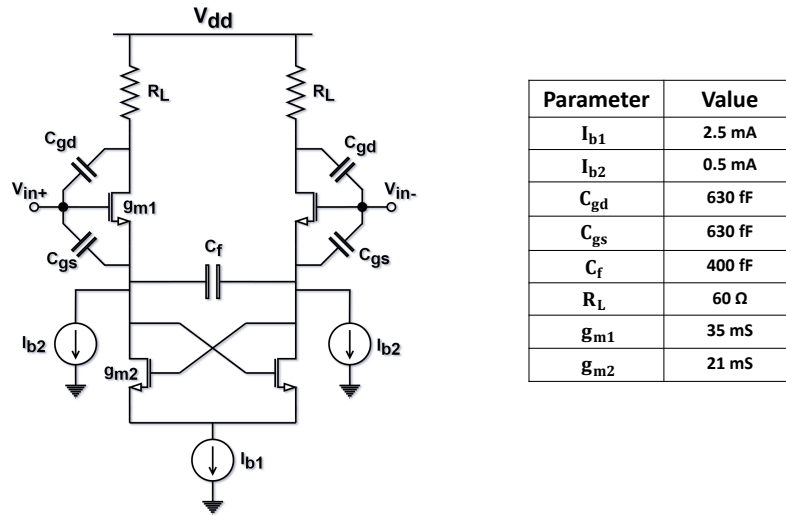 Vdd
RL
RL
Cgd
Cgd
Vin+
gm1
Vin-
Cgs
Cf
Cgs
Ib2
gm2
Ib2
Ib1
Parameter Value
Ib1 2.5 mA
Ib2 0.5 mA
Cgd 630 fF
Cgs 630 fF
Cf 400 fF
RL 60 Ω
gm1 35 mS
gm2 21 mS